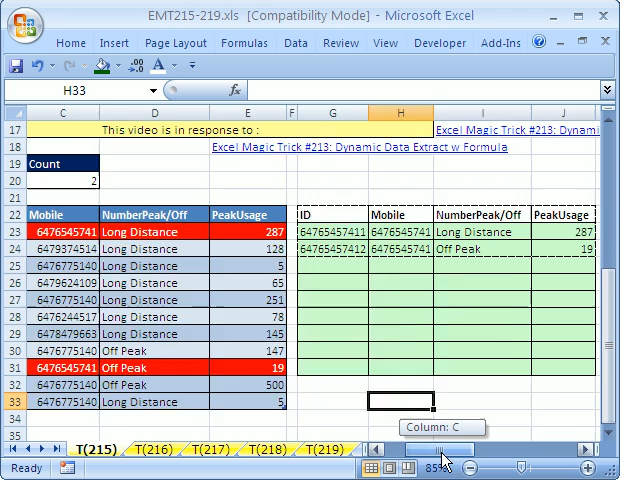 EMT215-219.xls [Compatibility Mode] - Microsoft Excel
Home Insert Page Layout Formulas Data Review View Developer Add-Ins
H33 fx
C D E F G H I J
17 This video is in response to : Excel Magic Trick #213: Dynami
18 Excel Magic Trick #213: Dynamic Data Extract w Formula
19 Count
20 2
21
22 Mobile NumberPeak/Off PeakUsage ID Mobile NumberPeak/Off PeakUsage
23 6476545741 Long Distance 287 64765457411 6476545741 Long Distance 287
24 6479374514 Long Distance 128 64765457412 6476545741 Off Peak 19
25 6476775140 Long Distance 5
26 6479624109 Long Distance 65
27 6476775140 Long Distance 251
28 6476244517 Long Distance 78
29 6478479663 Long Distance 145
30 6476775140 Off Peak 147
31 6476545741 Off Peak 19
32 6476775140 Off Peak 500
33 6476775140 Long Distance 5
34 Column: C
35
T(215) T(216) T(217) T(218) T(219)
Ready 85%